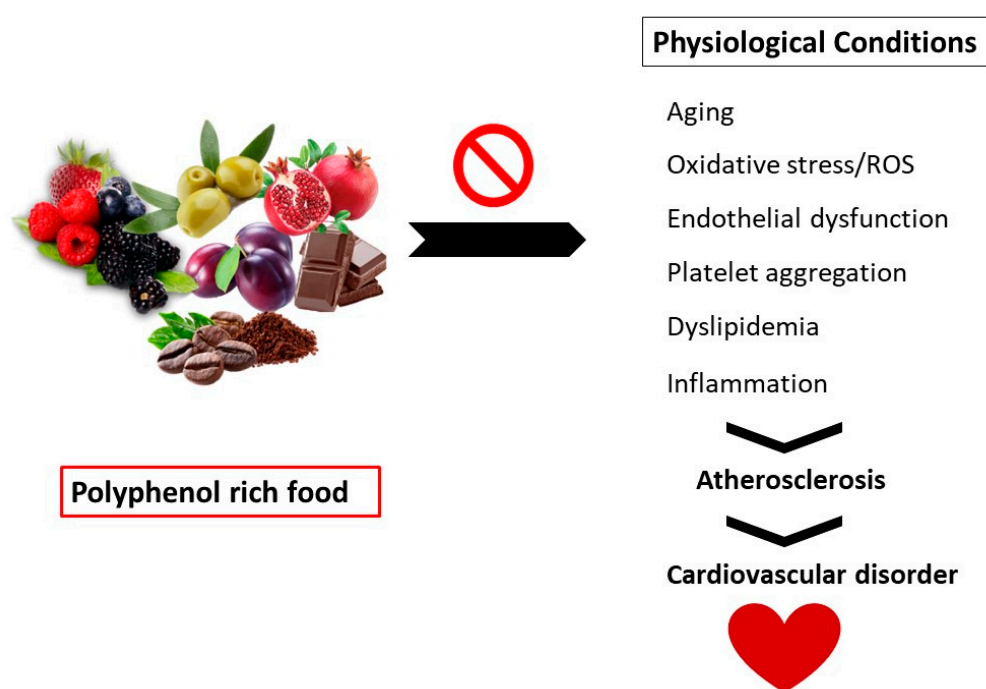 Physiological Conditions
Aging
Oxidative stress/ROS
Endothelial dysfunction
Platelet aggregation
Dyslipidemia
Inflammation
Atherosclerosis
Cardiovascular disorder
Polyphenol rich food